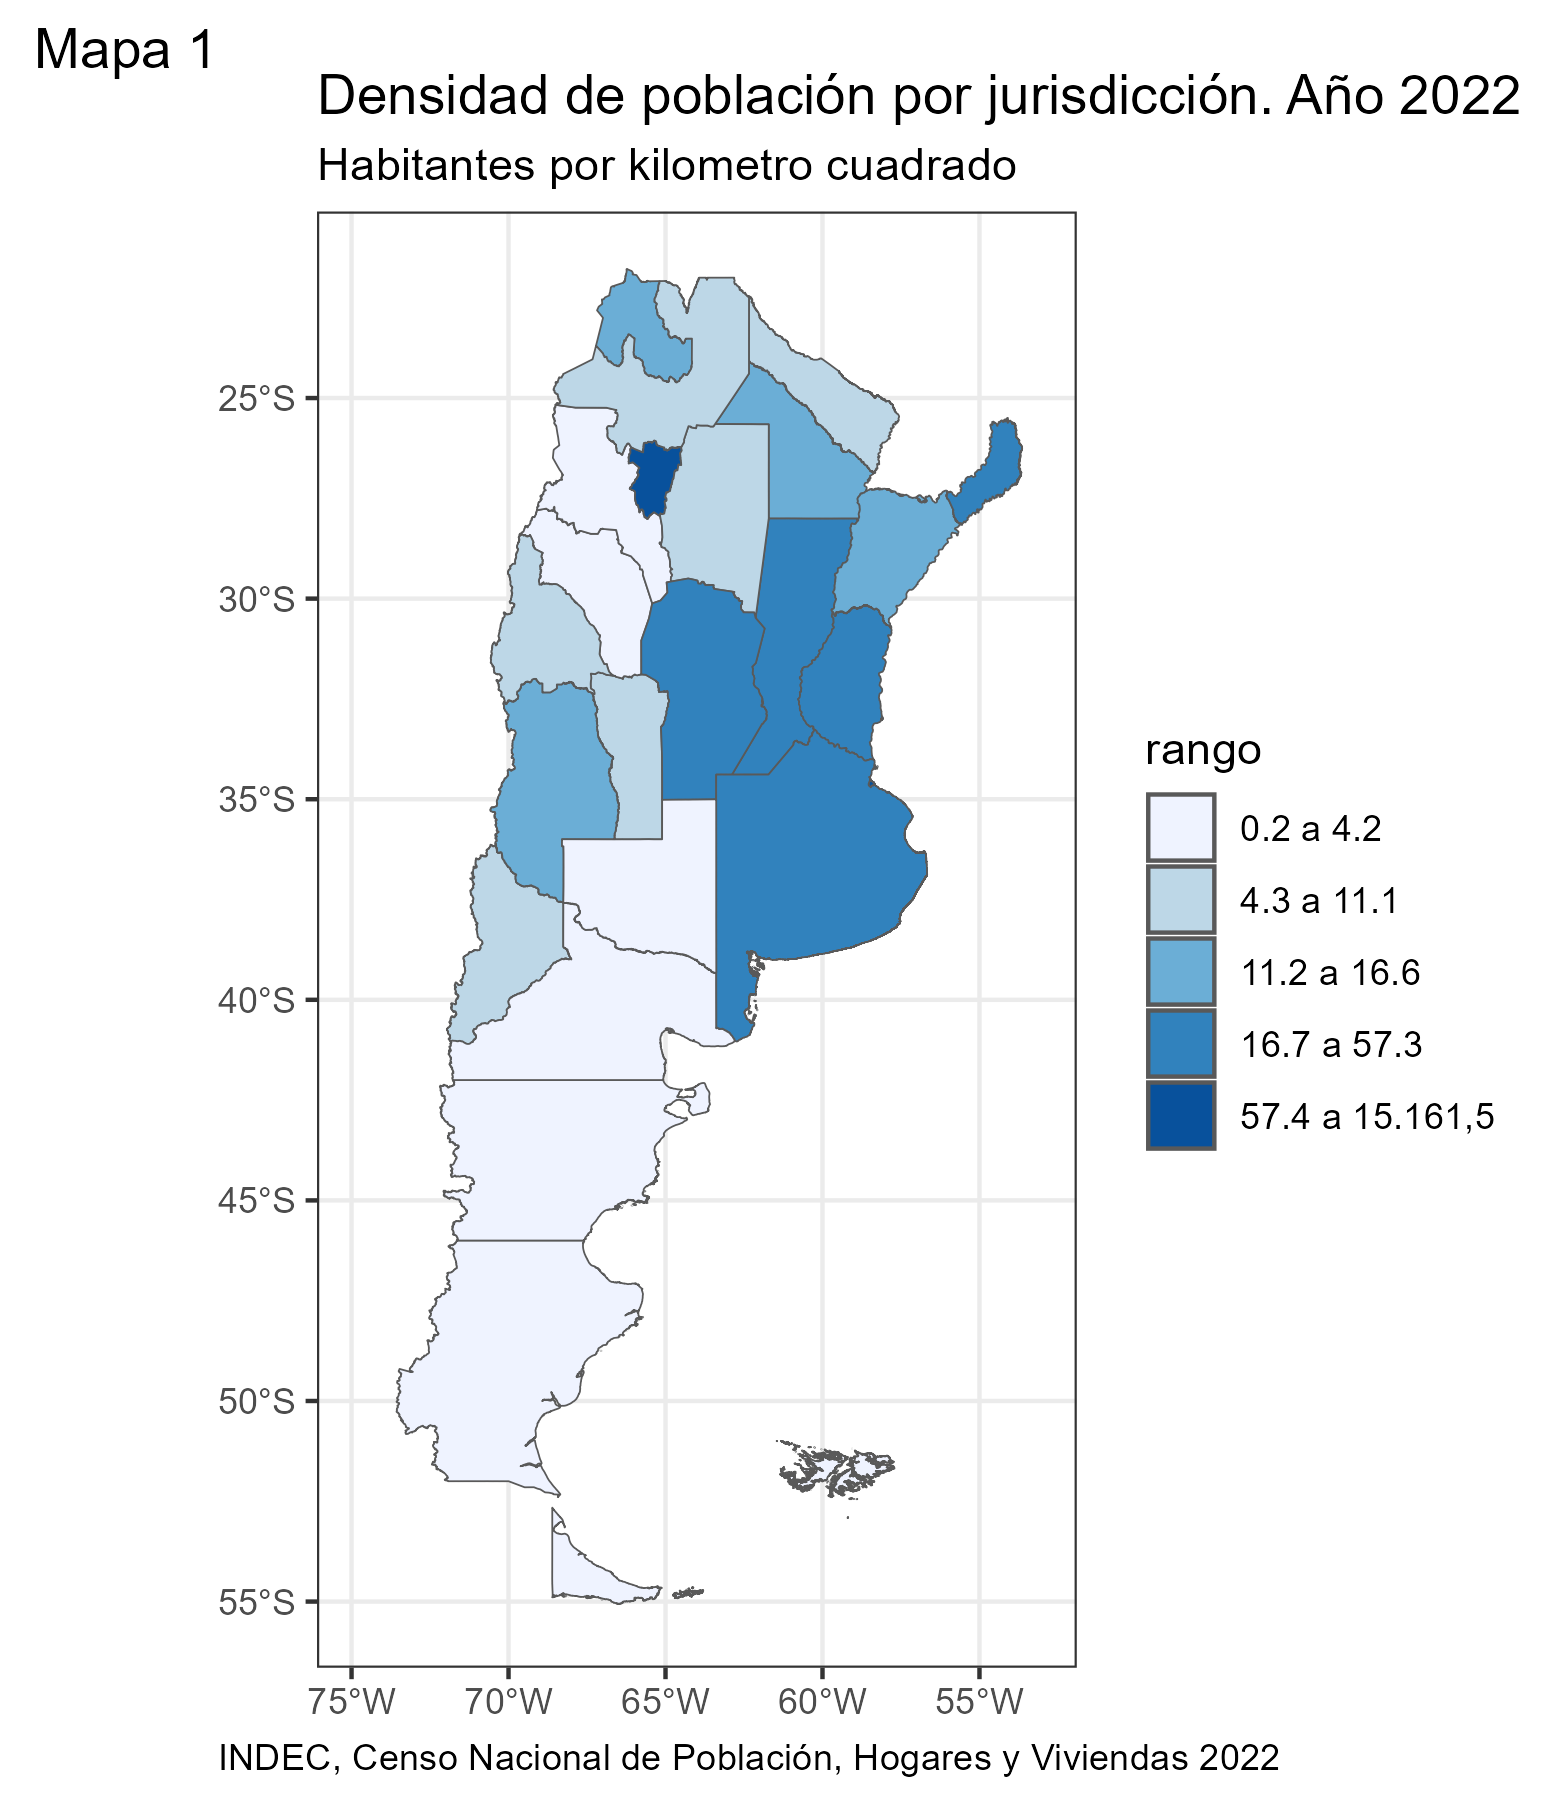 Mapa 1
Densidad de población por jurisdicción. Año 2022
Habitantes por kilometro cuadrado
25°S
30°S
35°S
40°S
45°S
50°S
55°S
75°W 70°W 65°W 60°W 55°W
rango
0.2 a 4.2
4.3 a 11.1
11.2 a 16.6
16.7 a 57.3
57.4 a 15.161,5
INDEC, Censo Nacional de Población, Hogares y Viviendas 2022